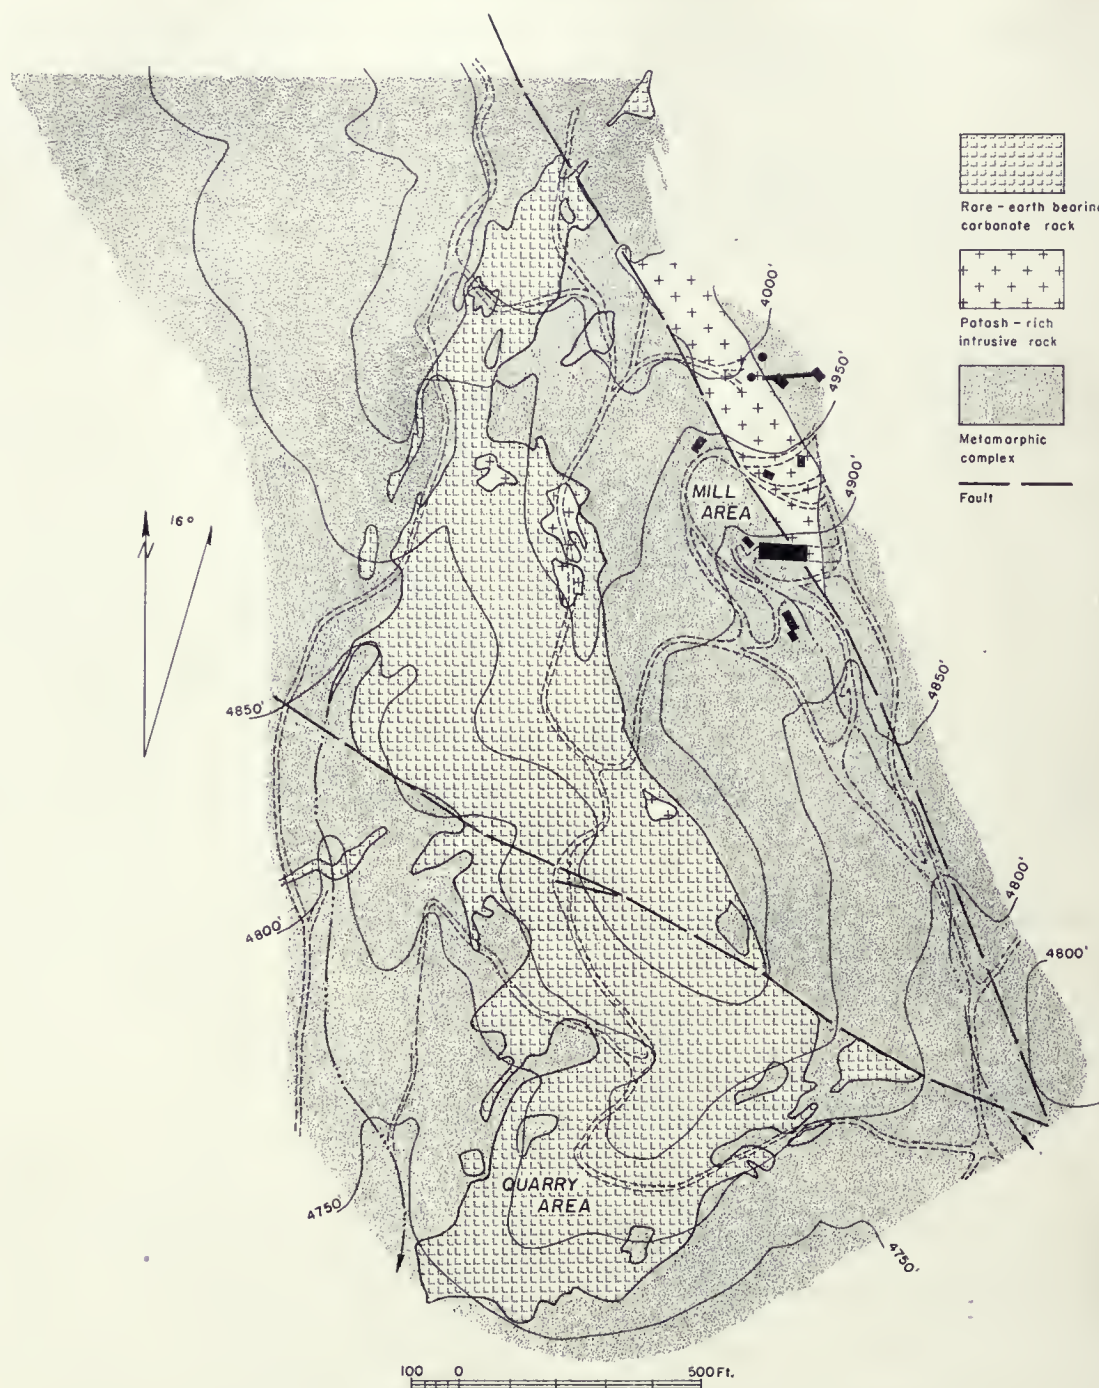 Rare-earth bearing
carbonate rock
Potash-rich
intrusive rock
Metamorphic
complex
Fault
4000'
4950'
4900'
MILL
AREA
16°
N
4850'
4850'
4800'
4800'
4800'
QUARRY
AREA
4750'
4750'
100 0 500 Ft.